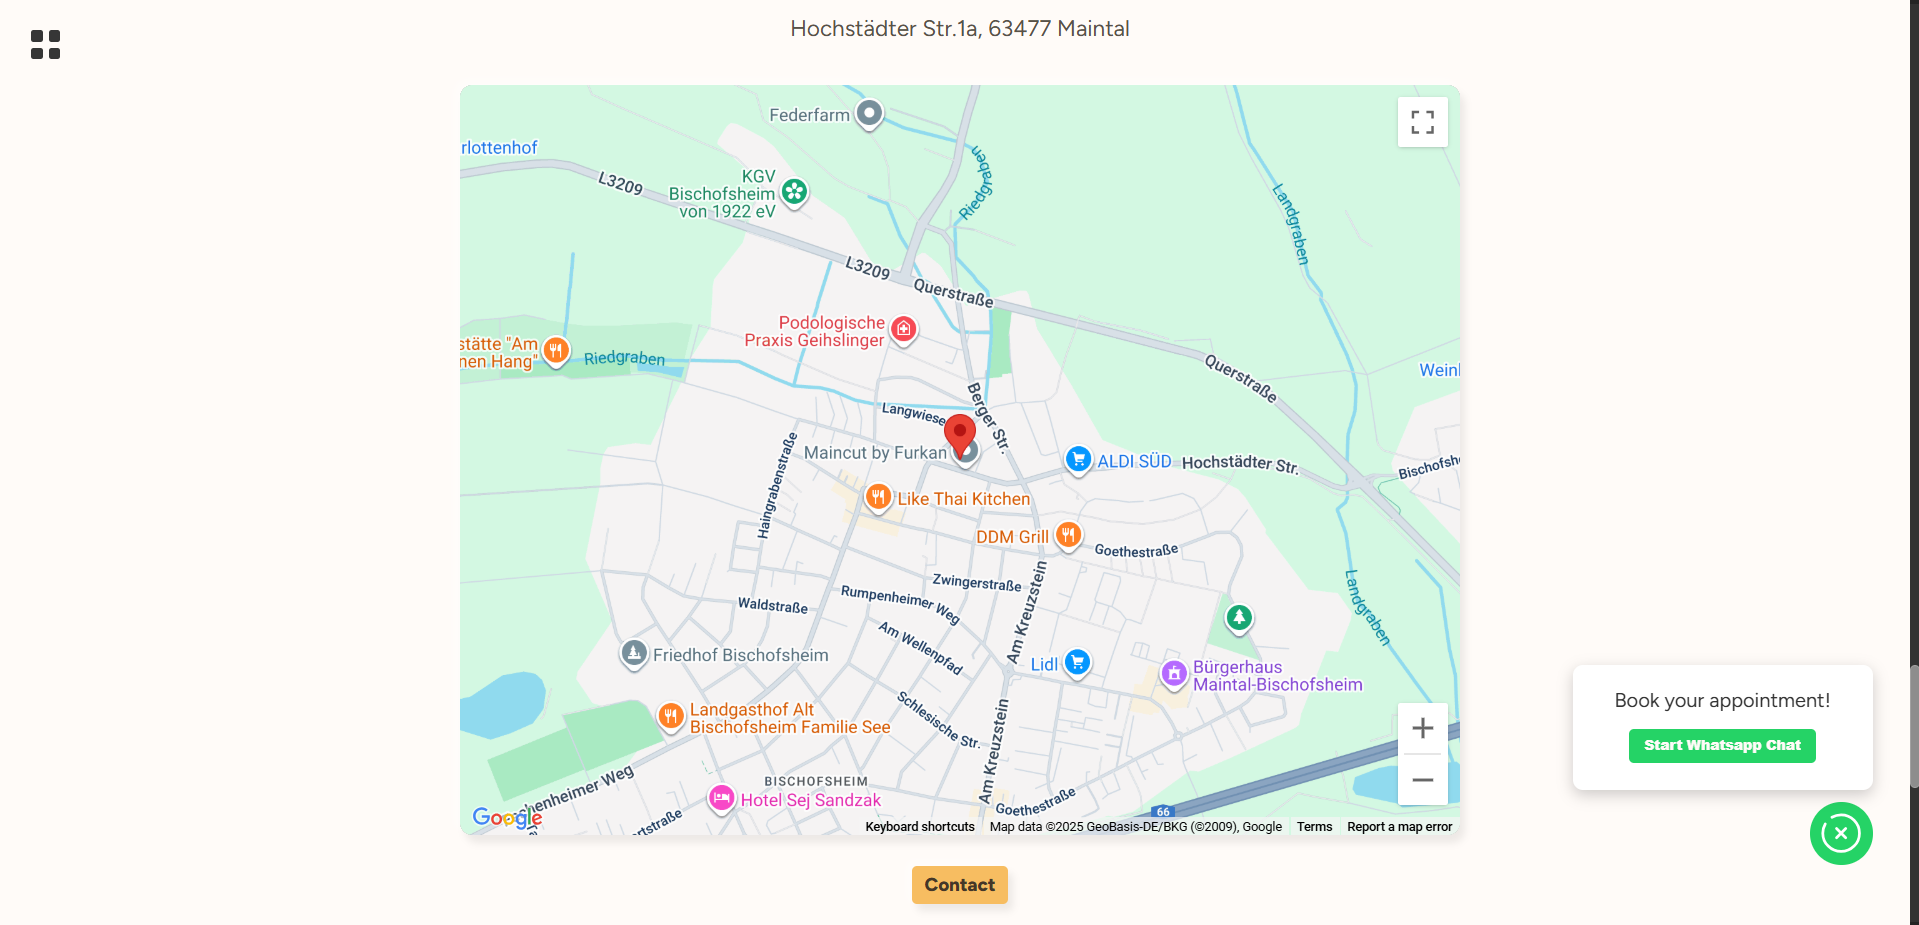 Hochstädter Str.1a, 63477 Maintal
Federfarm
rlottenhof
L3209
KGV
Bischofsheim
von 1922 eV
Riedgraben
Landgraben
L3209
Querstraße
Podologische
Praxis Geihslinger
stätte "Am
nen Hang"
Riedgraben
Querstraße
Weinl
Berger Str.
Langwiese
Haingrabenstraße
Maincut by Furkan
ALDI SÜD
Hochstädter Str.
Bischofshe
Like Thai Kitchen
DDM Grill
Goethestraße
Zwingerstraße
Am Kreuzstein
Rumpenheimer Weg
Waldstraße
Landgraben
Am Wellenpfad
Friedhof Bischofsheim
Lidl
Bürgerhaus
Maintal-Bischofsheim
Landgasthof Alt
Bischofsheim Familie See
Schlesische Str.
Am Kreuzstein
BISCHOFSHEIM
Hotel Sej Sandzak
henheimer Weg
Goethestraße
66
rtstraße
Google
Keyboard shortcuts
Map data ©2025 GeoBasis-DE/BKG (©2009), Google
Terms
Report a map error
Book your appointment!
Start Whatsapp Chat
Contact